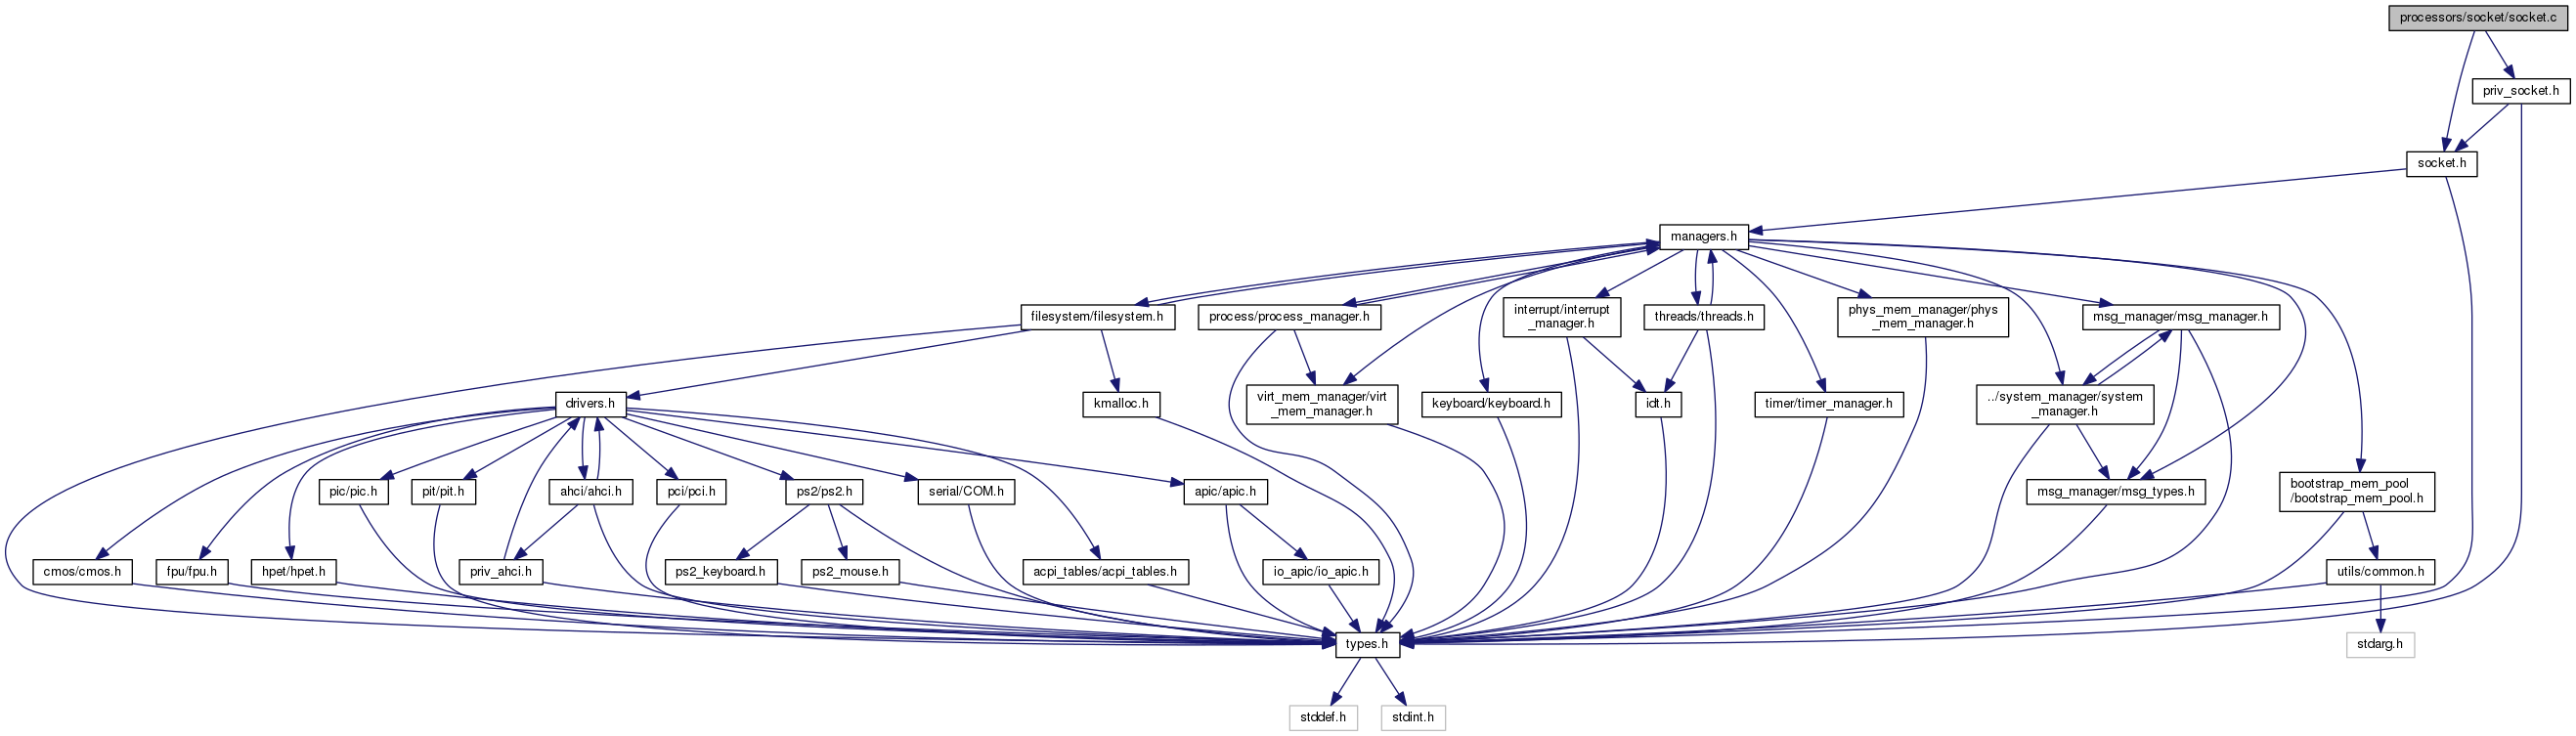 processors/socket/socket.c
priv_socket.h
socket.h
managers.h
filesystem/filesystem.h
process/process_manager.h
interrupt/interrupt
_manager.h
threads/threads.h
phys_mem_manager/phys
_mem_manager.h
msg_manager/msg_manager.h
drivers.h
kmalloc.h
virt_mem_manager/virt
_mem_manager.h
keyboard/keyboard.h
idt.h
timer/timer_manager.h
../system_manager/system
_manager.h
pic/pic.h
pit/pit.h
ahci/ahci.h
pci/pci.h
ps2/ps2.h
serial/COM.h
apic/apic.h
msg_manager/msg_types.h
bootstrap_mem_pool
/bootstrap_mem_pool.h
cmos/cmos.h
fpu/fpu.h
hpet/hpet.h
priv_ahci.h
ps2_keyboard.h
ps2_mouse.h
acpi_tables/acpi_tables.h
io_apic/io_apic.h
utils/common.h
types.h
stdarg.h
stddef.h
stdint.h